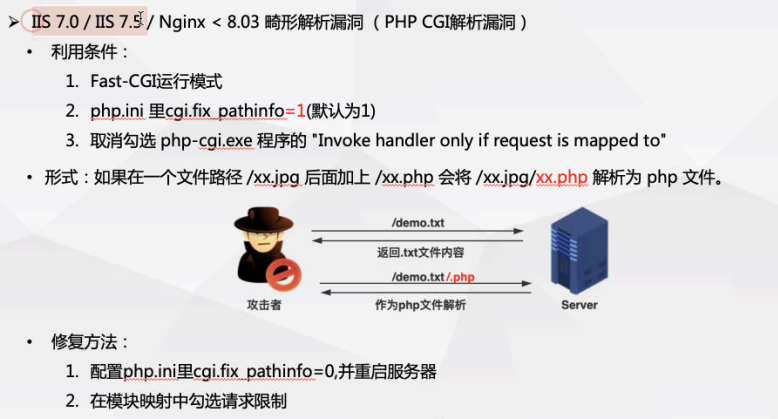 ➢ IIS 7.0 / IIS 7.5 / Nginx < 8.03 畸形解析漏洞（PHP CGI解析漏洞）
• 利用条件：
1. Fast-CGI运行模式
2. php.ini 里cgi.fix_pathinfo=1(默认为1)
3. 取消勾选 php-cgi.exe 程序的 "Invoke handler only if request is mapped to"
• 形式：如果在一个文件路径 /xx.jpg 后面加上 /xx.php 会将 /xx.jpg/xx.php 解析为 php 文件。
/demo.txt
返回.txt文件内容
/demo.txt/.php
作为php文件解析
攻击者
Server
• 修复方法：
1. 配置php.ini里cgi.fix_pathinfo=0,并重启服务器
2. 在模块映射中勾选请求限制